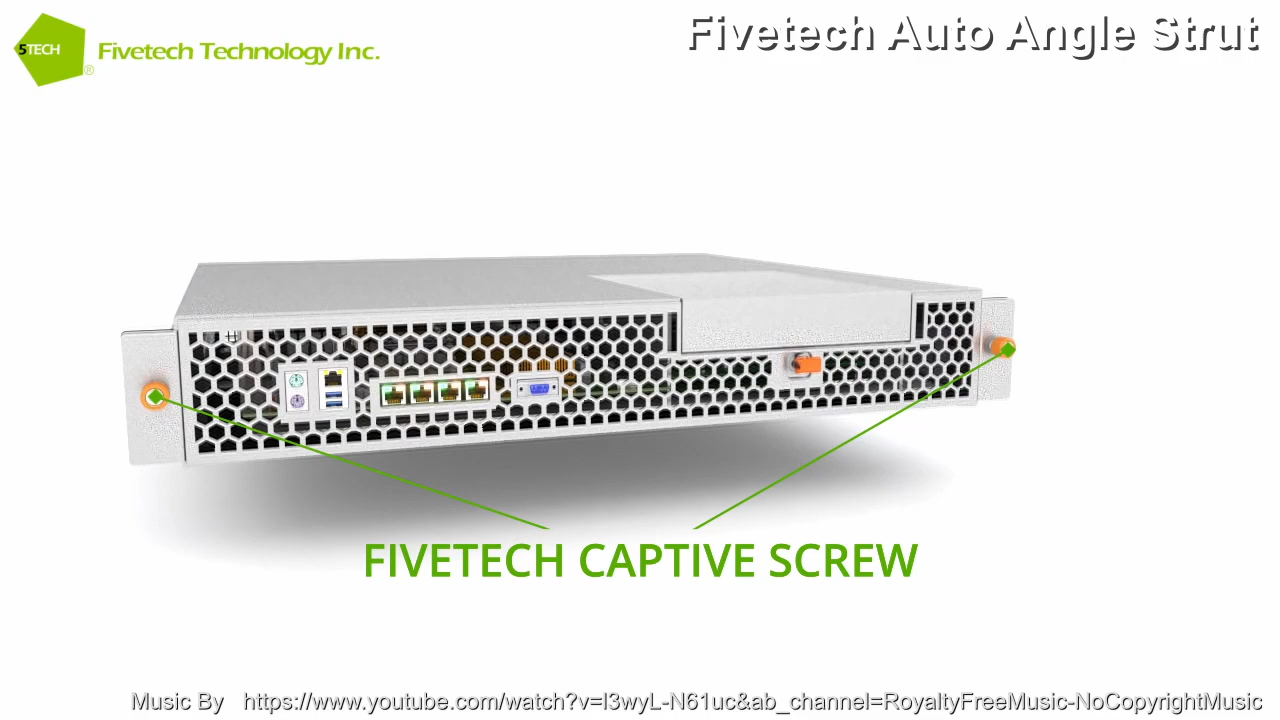 5TECH
®
Fivetech Technology Inc.
Fivetech Auto Angle Strut
FIVETECH CAPTIVE SCREW
Music By https://www.youtube.com/watch?v=l3wyL-N61uc&ab_channel=RoyaltyFreeMusic-NoCopyrightMusic